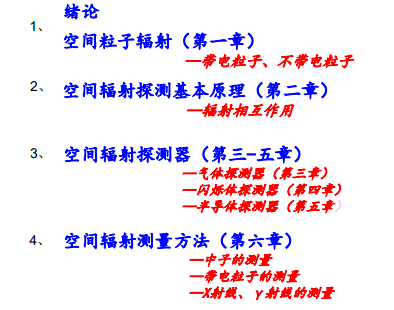 绪论
1、
空间粒子辐射（第一章）
—带电粒子、不带电粒子
2、 空间辐射探测基本原理（第二章）
—辐射相互作用
3、 空间辐射探测器（第三-五章）
—气体探测器（第三章）
—闪烁体探测器（第四章）
—半导体探测器（第五章）
4、 空间辐射测量方法（第六章）
—中子的测量
—带电粒子的测量
—X射线、γ射线的测量